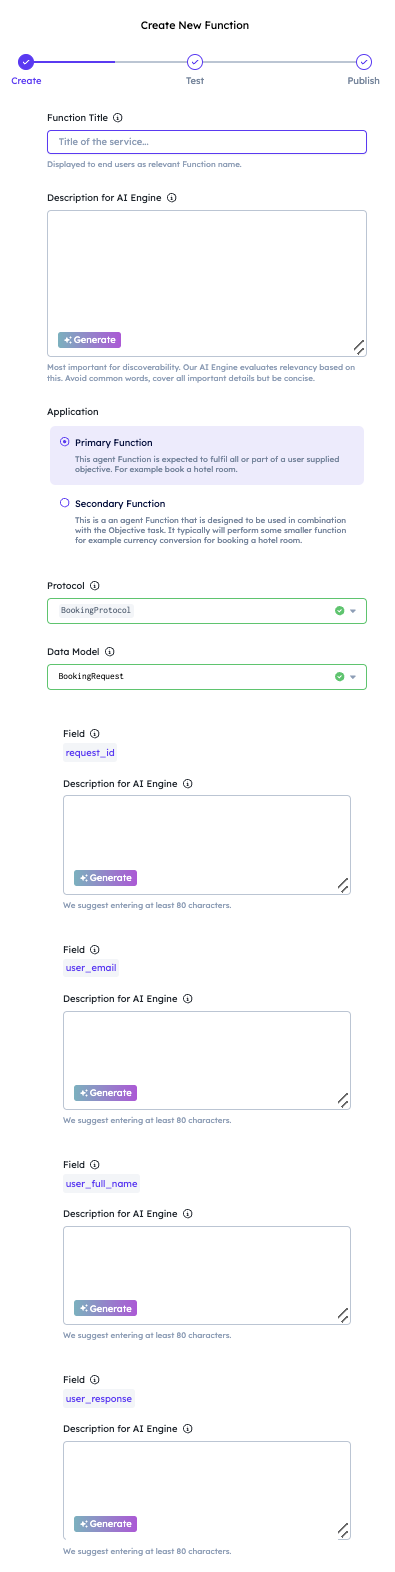 Create New Function
Create
Test
Publish
Function Title
Title of the service...
Displayed to end users as relevant Function name.
Description for AI Engine
Generate
Most important for discoverability. Our AI Engine evaluates relevancy based on
this. Avoid common words, cover all important details but be concise.
Application
Primary Function
This agent Function is expected to fulfil all or part of a user supplied
objective. For example book a hotel room.
Secondary Function
This is a an agent Function that is designed to be used in combination
with the Objective task. It typically will perform some smaller function
for example currency conversion for booking a hotel room.
Protocol
BookingProtocol
Data Model
BookingRequest
Field
request_id
Description for AI Engine
Generate
We suggest entering at least 80 characters.
Field
user_email
Description for AI Engine
Generate
We suggest entering at least 80 characters.
Field
user_full_name
Description for AI Engine
Generate
We suggest entering at least 80 characters.
Field
user_response
Description for AI Engine
Generate
We suggest entering at least 80 characters.